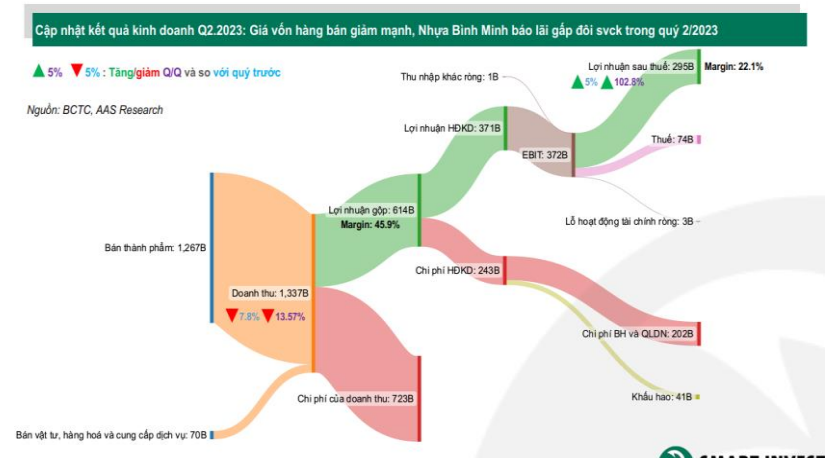 Cập nhật kết quả kinh doanh Q2.2023: Giá vốn hàng bán giảm mạnh, Nhựa Bình Minh báo lãi gấp đôi svck trong quý 2/2023
5% 5% : Tăng/giảm Q/Q và so với quý trước
Nguồn: BCTC, AAS Research
Lợi nhuận sau thuế: 295B Margin: 22.1%
5% 102.8%
Thu nhập khác ròng: 1B
Lợi nhuận HĐKD: 371B
EBIT: 372B
Thuế: 74B
Lỗ hoạt động tài chính ròng: 3B
Lợi nhuận gộp: 614B
Margin: 45.9%
Bán thành phẩm: 1,267B
Chi phí HĐKD: 243B
Doanh thu: 1,337B
7.8% 13.57%
Chi phí BH và QLDN: 202B
Chi phí của doanh thu: 723B
Khấu hao: 41B
Bán vật tư, hàng hoá và cung cấp dịch vụ: 70B